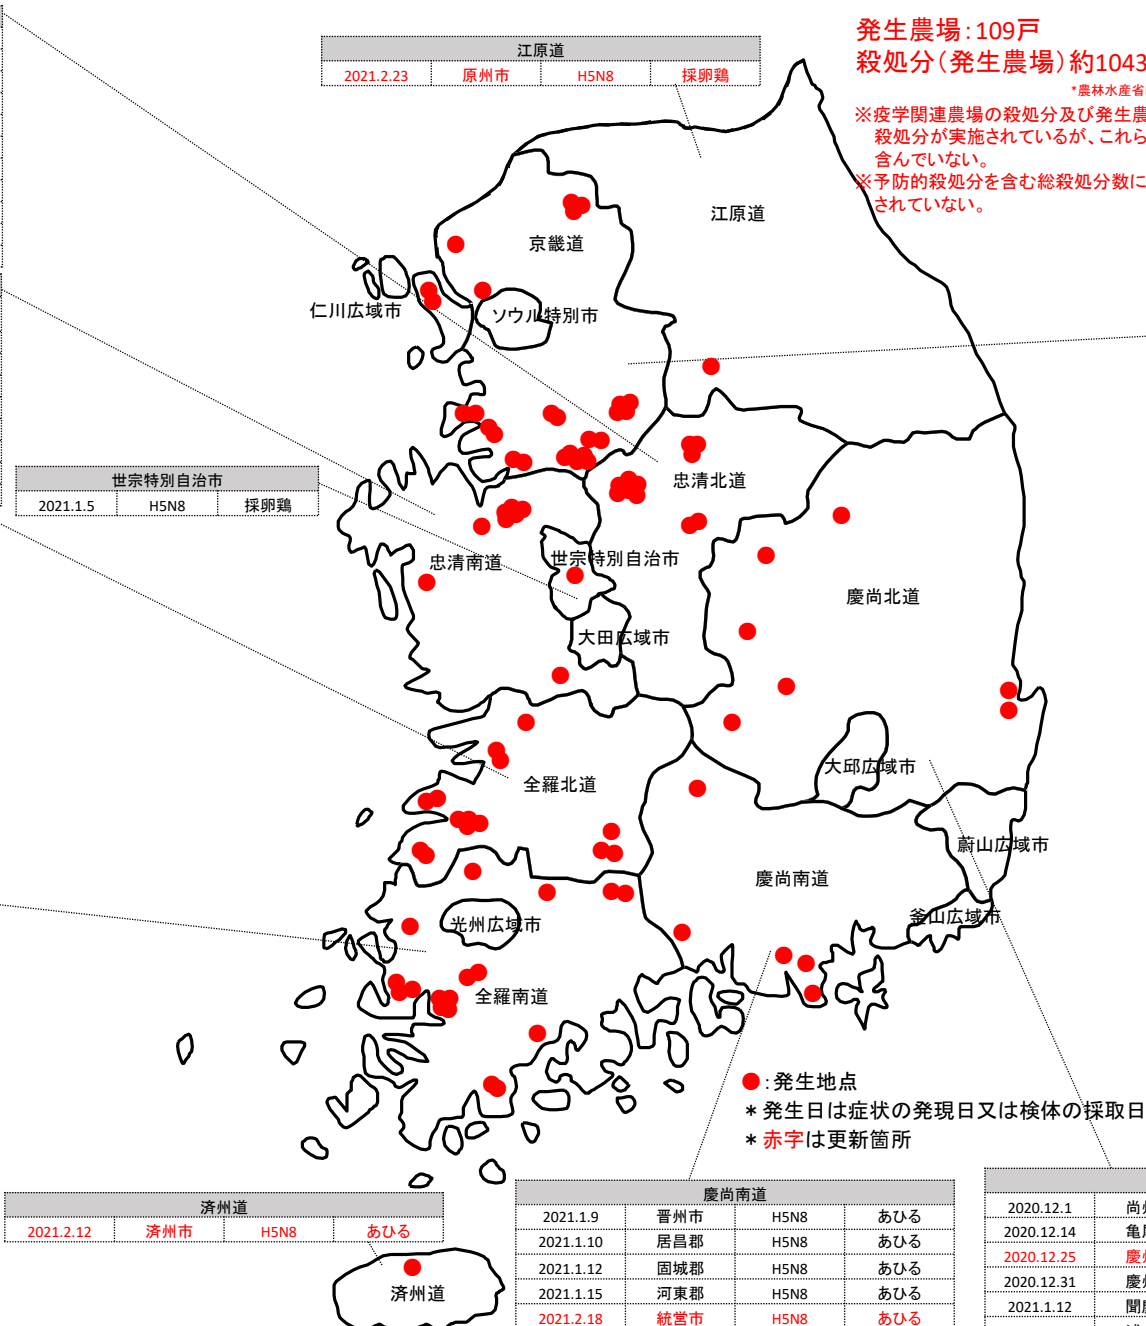 発生農場：109戸
殺処分（発生農場）約1043
*農林水産省
※疫学関連農場の殺処分及び発生農
殺処分が実施されているが、これら
含んでいない。
※予防的殺処分を含む総殺処分数に
されていない。
江原道
2021.2.23 原州市 H5N8 採卵鶏
江原道
京畿道
仁川広域市
ソウル特別市
世宗特別自治市
2021.1.5 H5N8 採卵鶏
忠清北道
忠清南道
世宗特別自治市
大田広域市
慶尚北道
大邱広域市
全羅北道
蔚山広域市
慶尚南道
釜山広域市
光州広域市
全羅南道
●：発生地点
＊発生日は症状の発現日又は検体の採取日
＊赤字は更新箇所
済州道
2021.2.12 済州市 H5N8 あひる
済州道
慶尚南道
2021.1.9 晋州市 H5N8 あひる
2021.1.10 居昌郡 H5N8 あひる
2021.1.12 固城郡 H5N8 あひる
2021.1.15 河東郡 H5N8 あひる
2021.2.18 統営市 H5N8 あひる
2020.12.1 尚
2020.12.14 亀
2020.12.25 慶
2020.12.31 慶
2021.1.12 聞